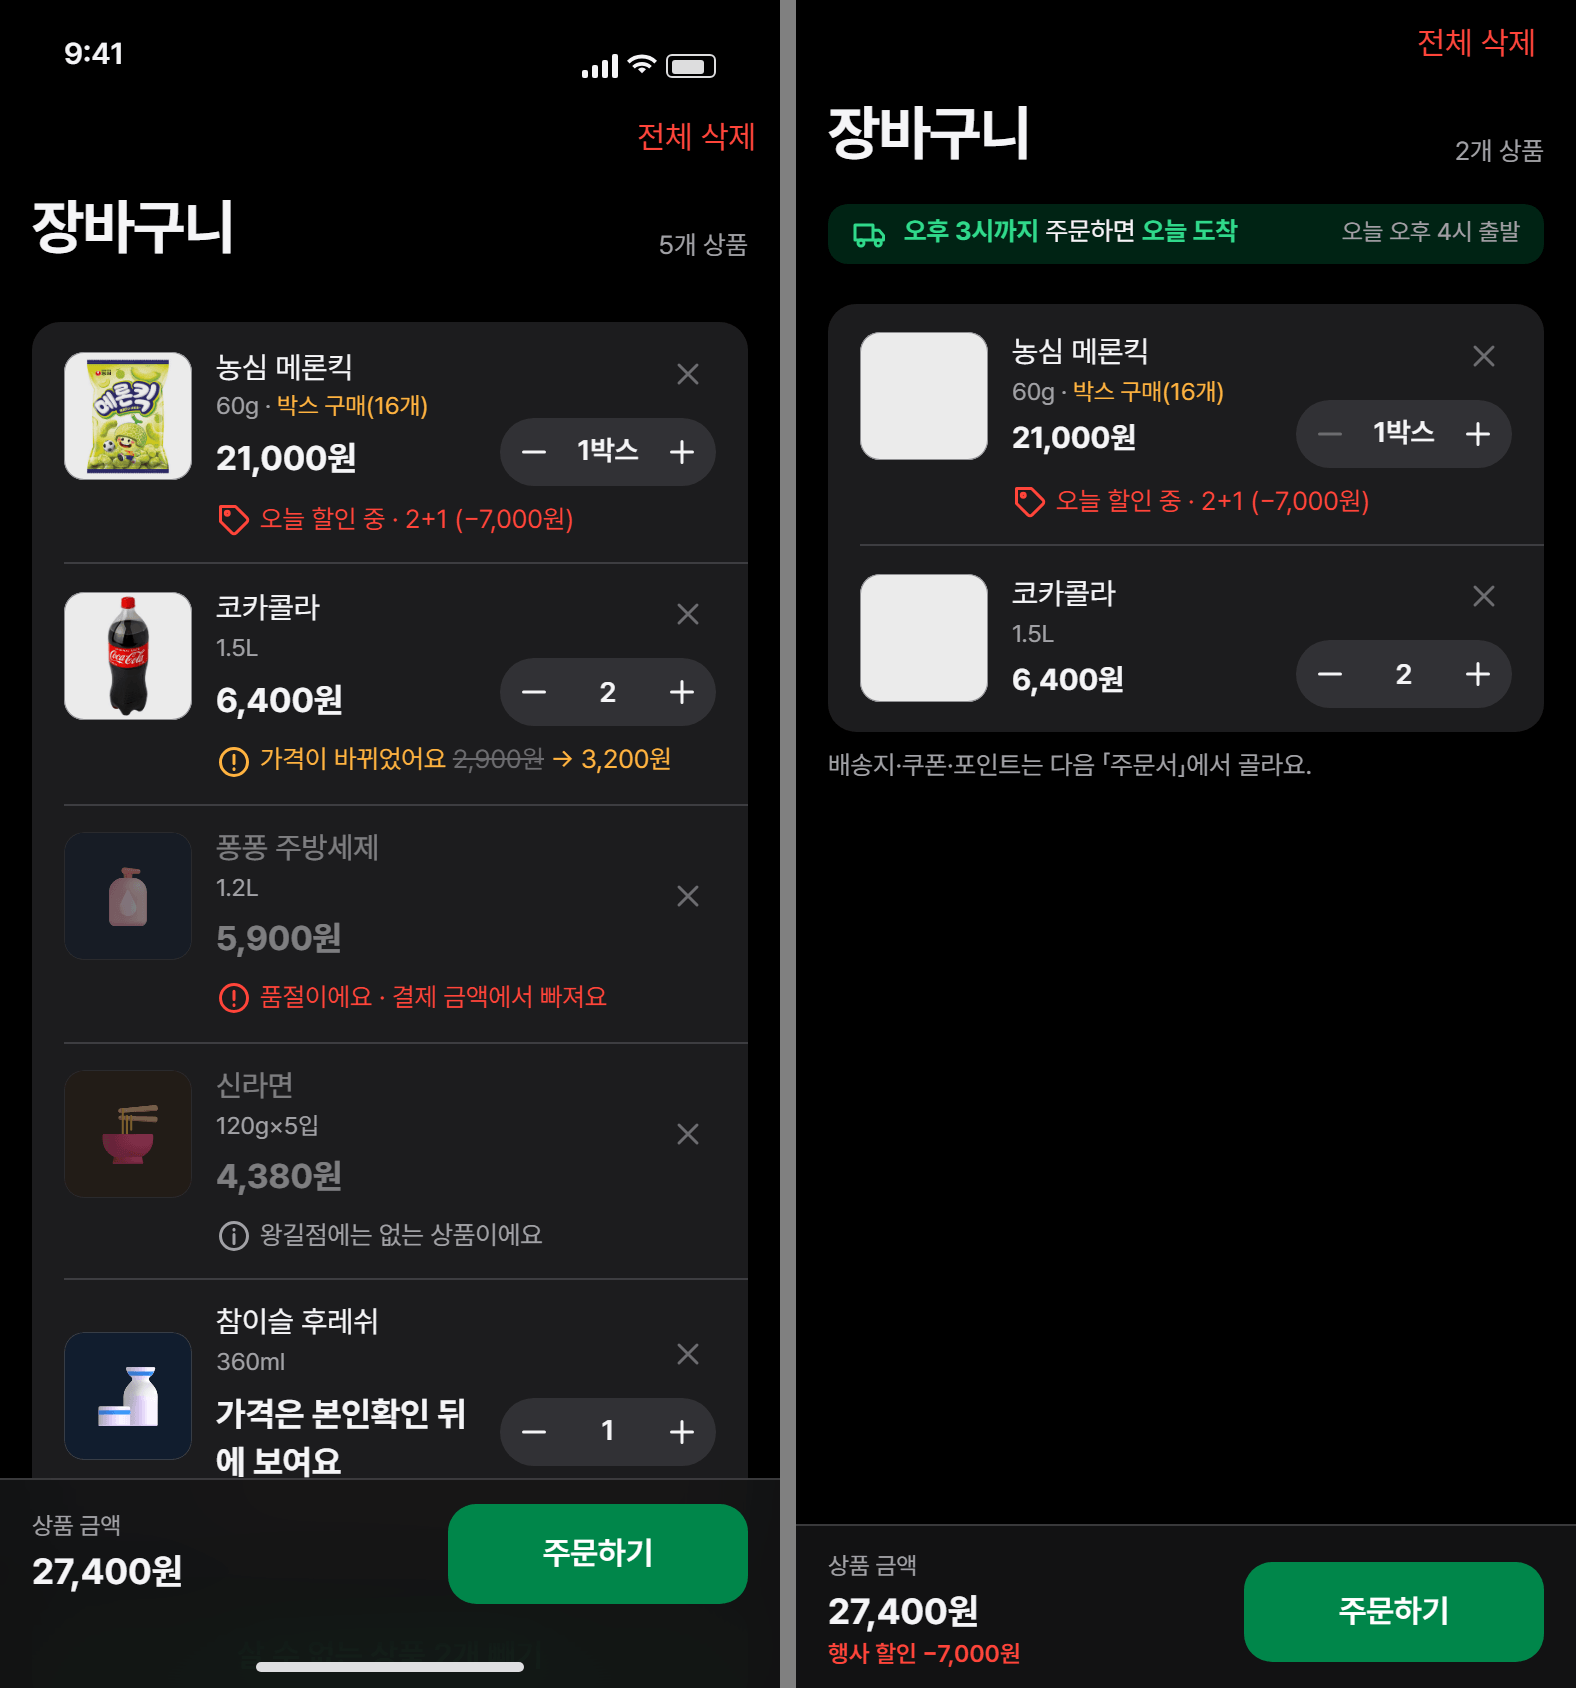 9:41
전체 삭제
장바구니
5개 상품
농심
메론킥
농심 메론킥
60g · 박스 구매(16개)
21,000원
1박스
오늘 할인 중 · 2+1 (−7,000원)
Coca-Cola
코카콜라
1.5L
6,400원
2
가격이 바뀌었어요 2,900원 → 3,200원
퐁퐁 주방세제
1.2L
5,900원
품절이에요 · 결제 금액에서 빠져요
신라면
120g×5입
4,380원
왕길점에는 없는 상품이에요
참이슬 후레쉬
360ml
가격은 본인확인 뒤
에 보여요
1
상품 금액
27,400원
주문하기
전체 삭제
장바구니
2개 상품
오후 3시까지 주문하면 오늘 도착
오늘 오후 4시 출발
농심 메론킥
60g · 박스 구매(16개)
21,000원
1박스
오늘 할인 중 · 2+1 (−7,000원)
코카콜라
1.5L
6,400원
2
배송지·쿠폰·포인트는 다음 ｢주문서｣에서 골라요.
상품 금액
27,400원
행사 할인 −7,000원
주문하기